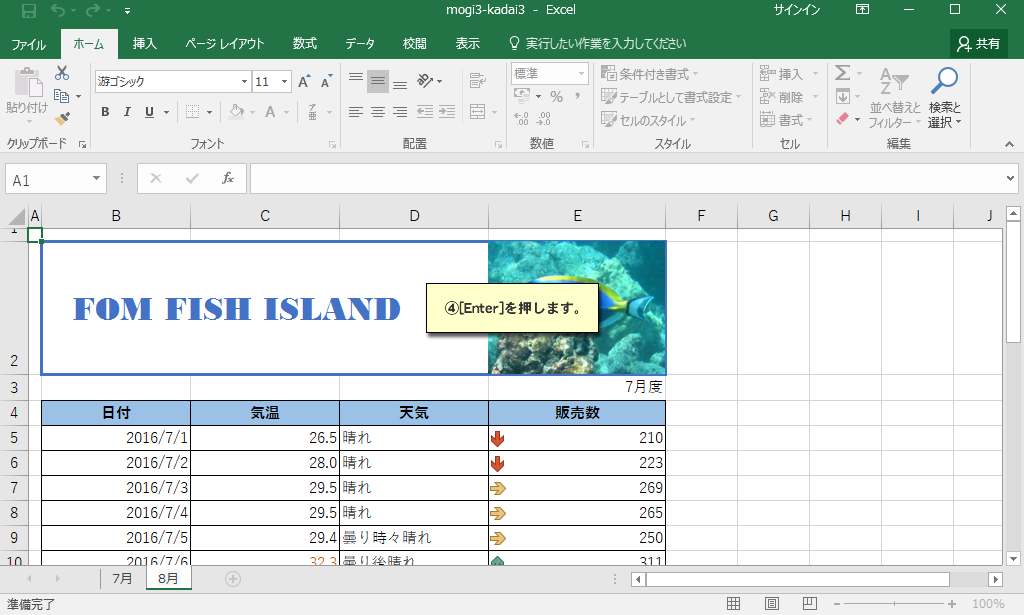 mogi3-kadai3 - Excel サインイン
ファイル ホーム 挿入 ページ レイアウト 数式 データ 校閲 表示 実行したい作業を入力してください 共有
貼り付け
游ゴシック 11 A A
B I U A 亜
標準
% ,
←.0 .00 .00 →.0
条件付き書式
テーブルとして書式設定
セルのスタイル
挿入
削除
書式
Σ
A Z
並べ替えと
フィルター
検索と
選択
クリップボード フォント 配置 数値 スタイル セル 編集
A1 fx
A B C D E F G H I J
1
2 FOM FISH ISLAND
④[Enter]を押します。
3 7月度
4 日付 気温 天気 販売数
5 2016/7/1 26.5 晴れ 210
6 2016/7/2 28.0 晴れ 223
7 2016/7/3 29.5 晴れ 269
8 2016/7/4 29.5 晴れ 265
9 2016/7/5 29.4 曇り時々晴れ 250
10 2016/7/6 32.3 曇り後晴れ 311
7月 8月
準備完了 100%